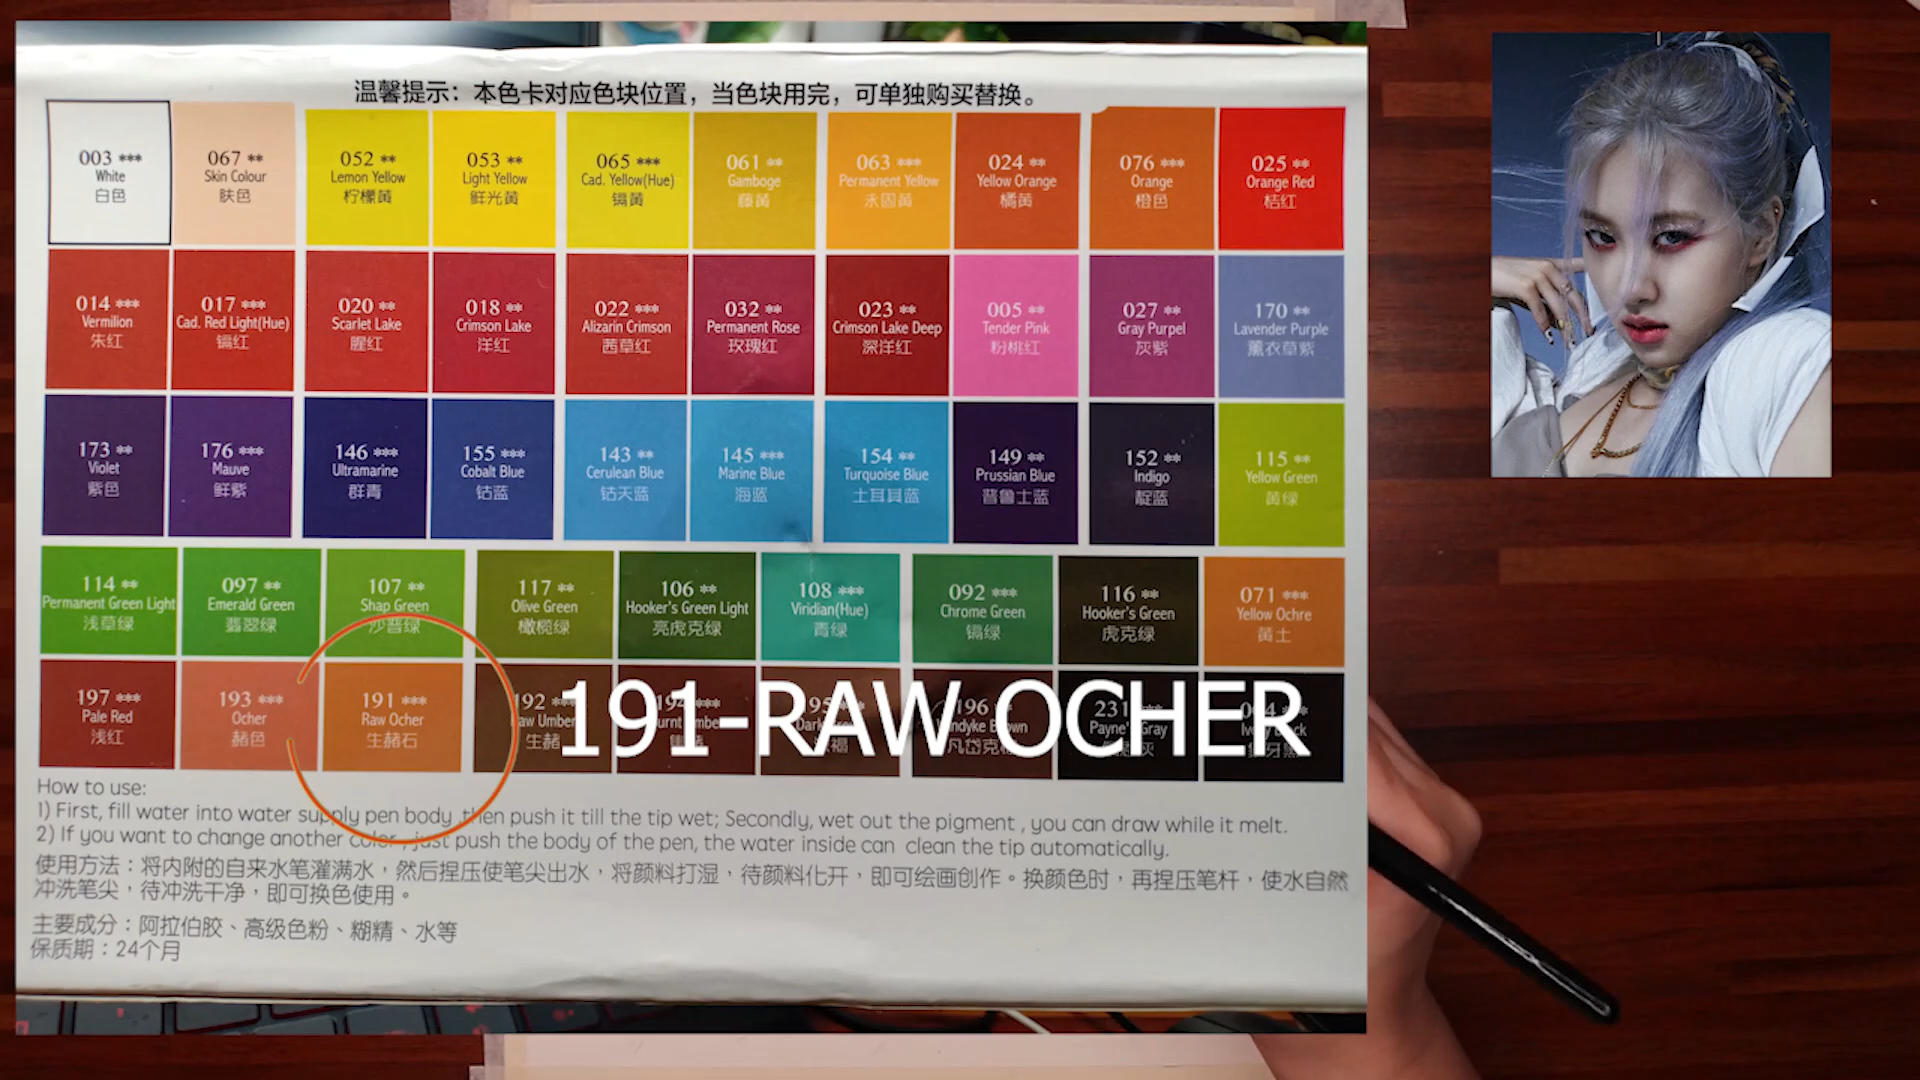 温馨提示：本色卡对应色块位置，当色块用完，可单独购买替换。
003 *** 067 ** 052 ** 053 ** 065 *** 061 ** 063 *** 024 ** 076 *** 025 **
White Skin Colour Lemon Yellow Light Yellow Cad. Yellow(Hue) Gamboge Permanent Yellow Yellow Orange Orange Orange Red
白色 肤色 柠檬黄 鲜光黄 镉黄 藤黄 永固黄 橘黄 橙色 桔红
014 *** 017 *** 020 ** 018 ** 022 *** 032 ** 023 ** 005 ** 027 ** 170 **
Vermilion Cad. Red Light(Hue) Scarlet Lake Crimson Lake Alizarin Crimson Permanent Rose Crimson Lake Deep Tender Pink Gray Purpel Lavender Purple
朱红 镉红 腥红 洋红 茜草红 玫瑰红 深洋红 粉桃红 灰紫 薰衣草紫
173 ** 176 *** 146 *** 155 *** 143 ** 145 *** 154 ** 149 ** 152 ** 115 **
Violet Mauve Ultramarine Cobalt Blue Cerulean Blue Marine Blue Turquoise Blue Prussian Blue Indigo Yellow Green
紫色 鲜紫 群青 钴蓝 钴天蓝 海蓝 土耳其蓝 普鲁士蓝 靛蓝 黄绿
114 ** 097 ** 107 ** 117 ** 106 ** 108 *** 092 *** 116 ** 071 ***
Permanent Green Light Emerald Green Shap Green Olive Green Hooker's Green Light Viridian(Hue) Chrome Green Hooker's Green Yellow Ochre
浅草绿 翡翠绿 沙普绿 橄榄绿 亮虎克绿 青绿 镉绿 虎克绿 黄土
197 *** 193 *** 191 *** 192 ***
Pale Red Ocher Raw Ocher
浅红 赭色 生赭石 生赭
191-RAW OCHER
How to use:
1) First, fill water into water supply pen body ,then push it till the tip wet; Secondly, wet out the pigment , you can draw while it melt.
2) If you want to change another color , just push the body of the pen, the water inside can clean the tip automatically.
使用方法：将内附的自来水笔灌满水，然后捏压使笔尖出水，将颜料打湿，待颜料化开，即可绘画创作。换颜色时，再捏压笔杆，使水自然
冲洗笔尖，待冲洗干净，即可换色使用。
主要成分：阿拉伯胶、高级色粉、糊精、水等
保质期：24个月